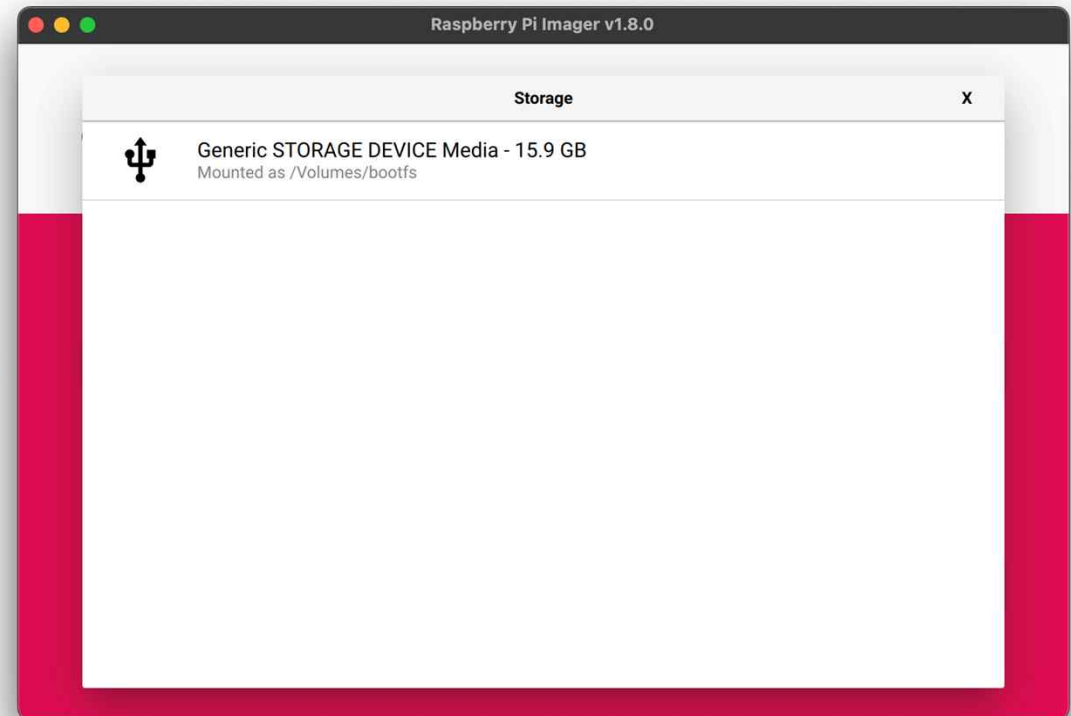 Raspberry Pi Imager v1.8.0
Storage
X
Generic STORAGE DEVICE Media - 15.9 GB
Mounted as /Volumes/bootfs